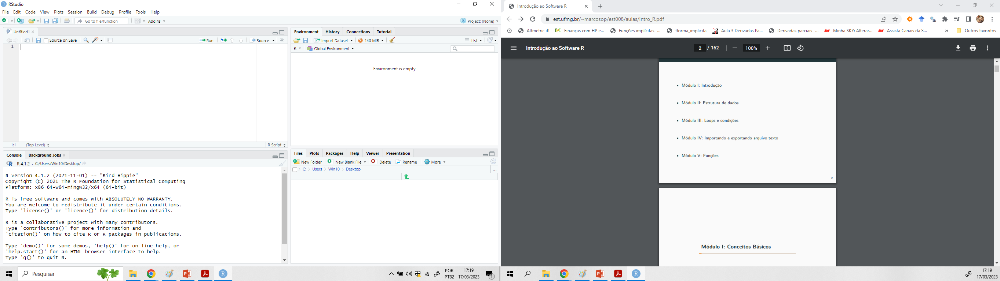 RStudio
File Edit Code View Plots Session Build Debug Profile Tools Help
Go to file/function Addins Project: (None)
Untitled1
Source on Save Run Source
1
1:1 (Top Level) R Script
Console Background Jobs
R 4.1.2 · C:/Users/Win10/Desktop/
R version 4.1.2 (2021-11-01) -- "Bird Hippie"
Copyright (C) 2021 The R Foundation for Statistical Computing
Platform: x86_64-w64-mingw32/x64 (64-bit)
R is free software and comes with ABSOLUTELY NO WARRANTY.
You are welcome to redistribute it under certain conditions.
Type 'license()' or 'licence()' for distribution details.
R is a collaborative project with many contributors.
Type 'contributors()' for more information and
'citation()' on how to cite R or R packages in publications.
Type 'demo()' for some demos, 'help()' for on-line help, or
'help.start()' for an HTML browser interface to help.
Type 'q()' to quit R.
Environment History Connections Tutorial
Import Dataset 140 MiB List
R Global Environment
Environment is empty
Files Plots Packages Help Viewer Presentation
New Folder New Blank File Delete Rename More
C: Users Win10 Desktop ...
Pesquisar
POR
PTB2
17:19
17/03/2023
1
Introdução ao Software R
est.ufmg.br/~marcosop/est008/aulas/Intro_R.pdf
Altmetric it! Finanças com HP e... Funções implícitas -... fforma_implicita Aula 3 Derivadas Pa... Derivadas parciais -... sky Minha SKY: Alterar... sky Assista Canais da S... » Outros favoritos
Introdução ao Software R 2 / 162 100%
Módulo I: Introdução
Módulo II: Estrutura de dados
Módulo III: Loops e condições
Módulo IV: Importando e exportando arquivo texto
Módulo V: Funções
2
Módulo I: Conceitos Básicos
17:19
17/03/2023